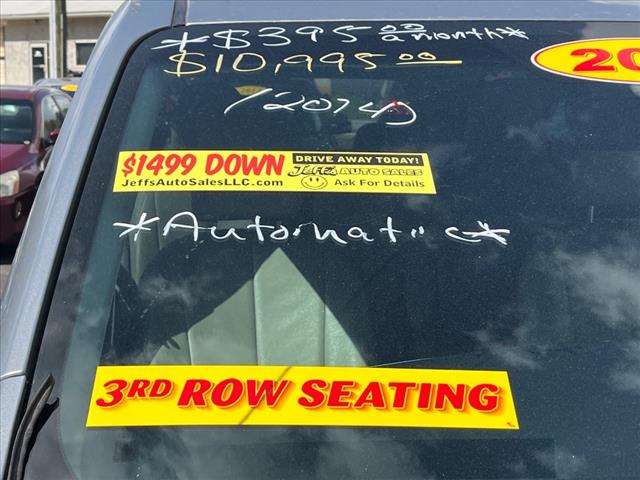 *$395 00 a month*
$10,995 00
20
$1499 DOWN
JeffsAutoSalesLLC.com
DRIVE AWAY TODAY!
JEFF'S AUTO SALES
Ask For Details
*Automatic*
3RD ROW SEATING